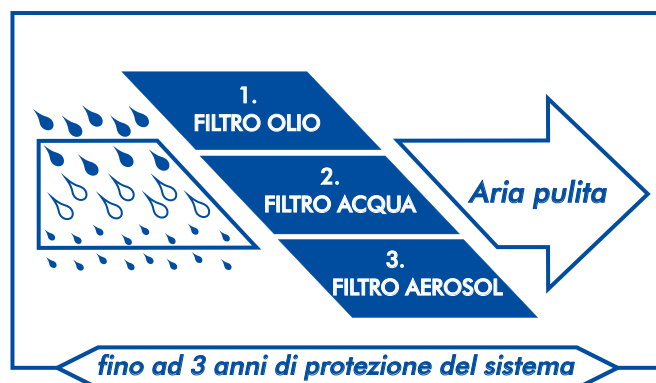 1.
FILTRO OLIO
2.
FILTRO ACQUA
3.
FILTRO AEROSOL
Aria pulita
fino ad 3 anni di protezione del sistema